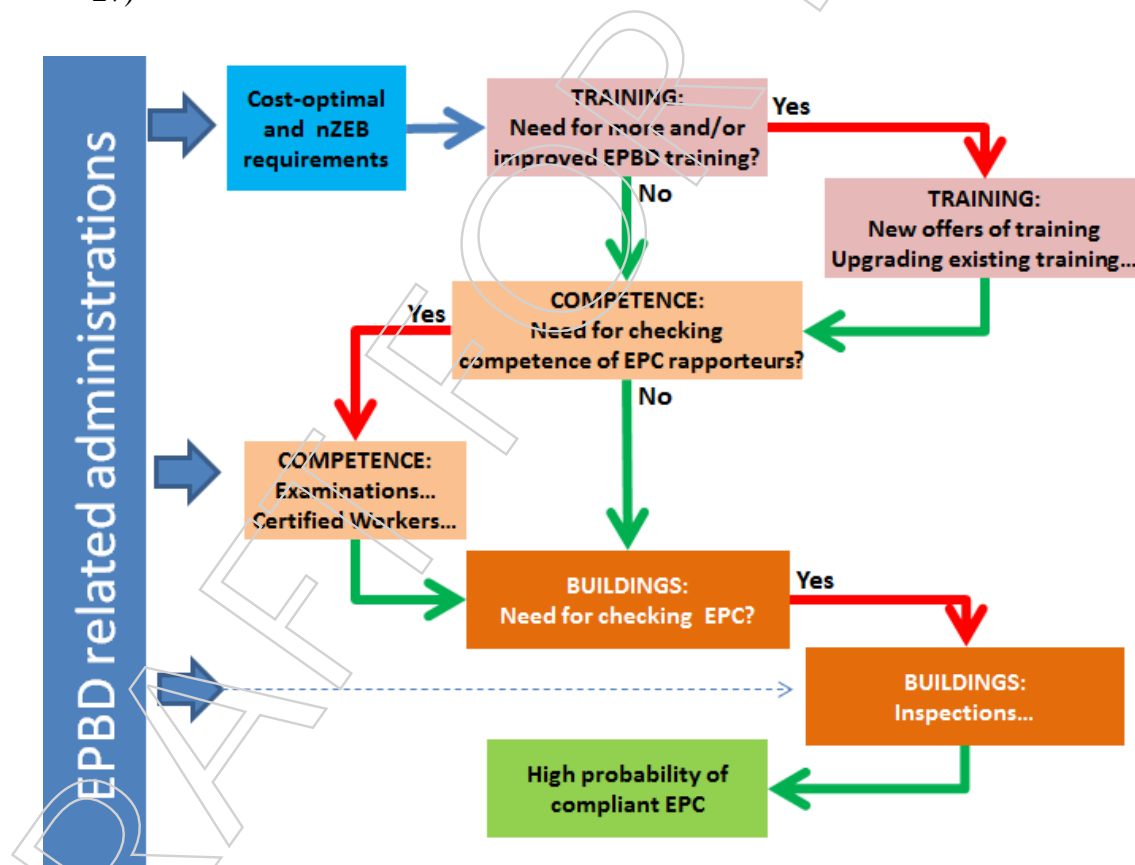 EPBD related administrations
Cost-optimal
and nZEB
requirements
TRAINING:
Need for more and/or
improved EPBD training?
Yes
No
TRAINING:
New offers of training
Upgrading existing training...
COMPETENCE:
Need for checking
competence of EPC rapporteurs?
Yes
No
COMPETENCE:
Examinations...
Certified Workers...
BUILDINGS:
Need for checking EPC?
Yes
BUILDINGS:
Inspections...
High probability of
compliant EPC